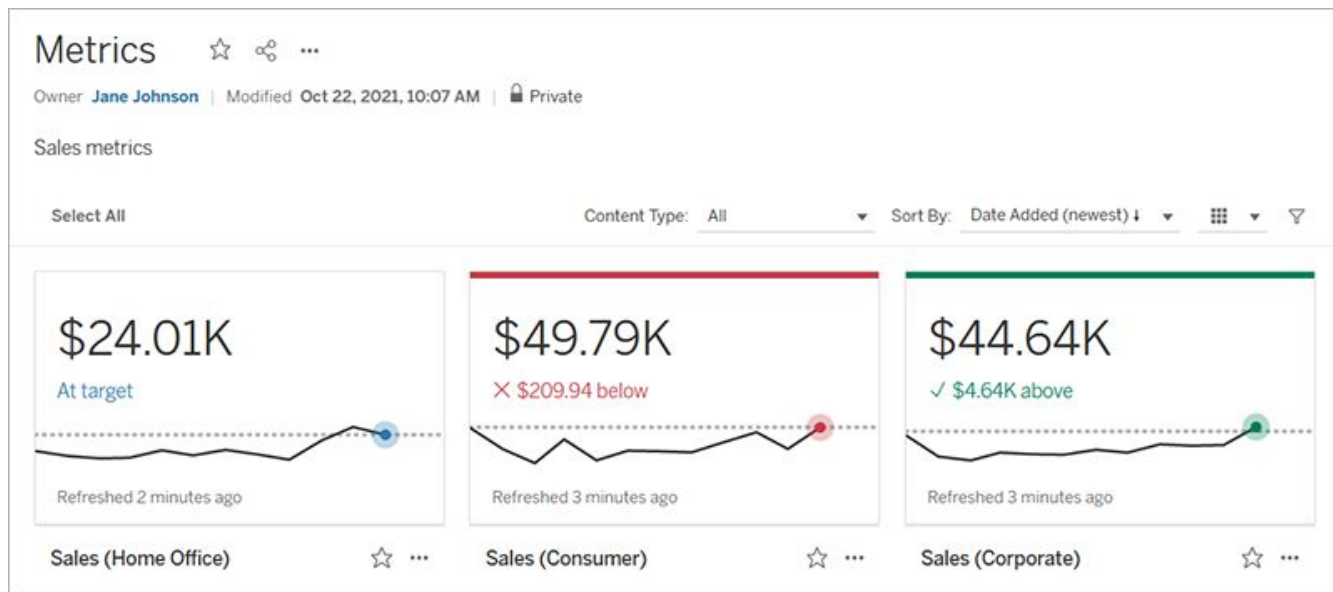 Metrics
Owner Jane Johnson | Modified Oct 22, 2021, 10:07 AM | Private
Sales metrics
Select All Content Type: All Sort By: Date Added (newest) ↓
$24.01K
At target
Refreshed 2 minutes ago
Sales (Home Office)
$49.79K
× $209.94 below
Refreshed 3 minutes ago
Sales (Consumer)
$44.64K
✓ $4.64K above
Refreshed 3 minutes ago
Sales (Corporate)